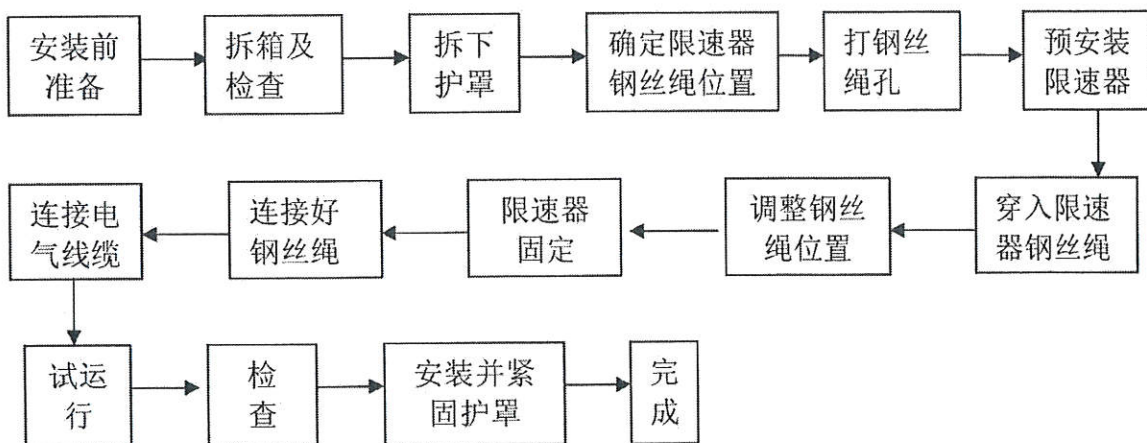 安装前
准备
拆箱及
检查
拆下
护罩
确定限速器
钢丝绳位置
打钢丝
绳孔
预安装
限速器
穿入限速
器钢丝绳
调整钢丝
绳位置
限速器
固定
连接好
钢丝绳
连接电
气线缆
试运
行
检
查
安装并紧
固护罩
完
成